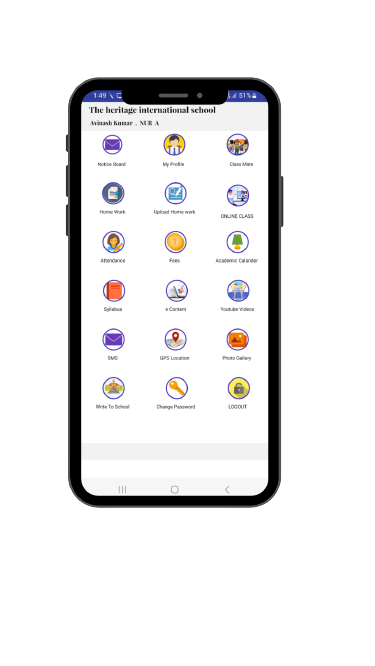 1:49
51%
The heritage international school
Avinash Kumar , NUR A
Notice Board My Profile Class Mate
Home Work Upload Home work ONLINE CLASS
Attendance Fees Academic Calander
Syllabus e Content Youtube Videos
SMS GPS Location Photo Gallery
Write To School Change Password LOGOUT